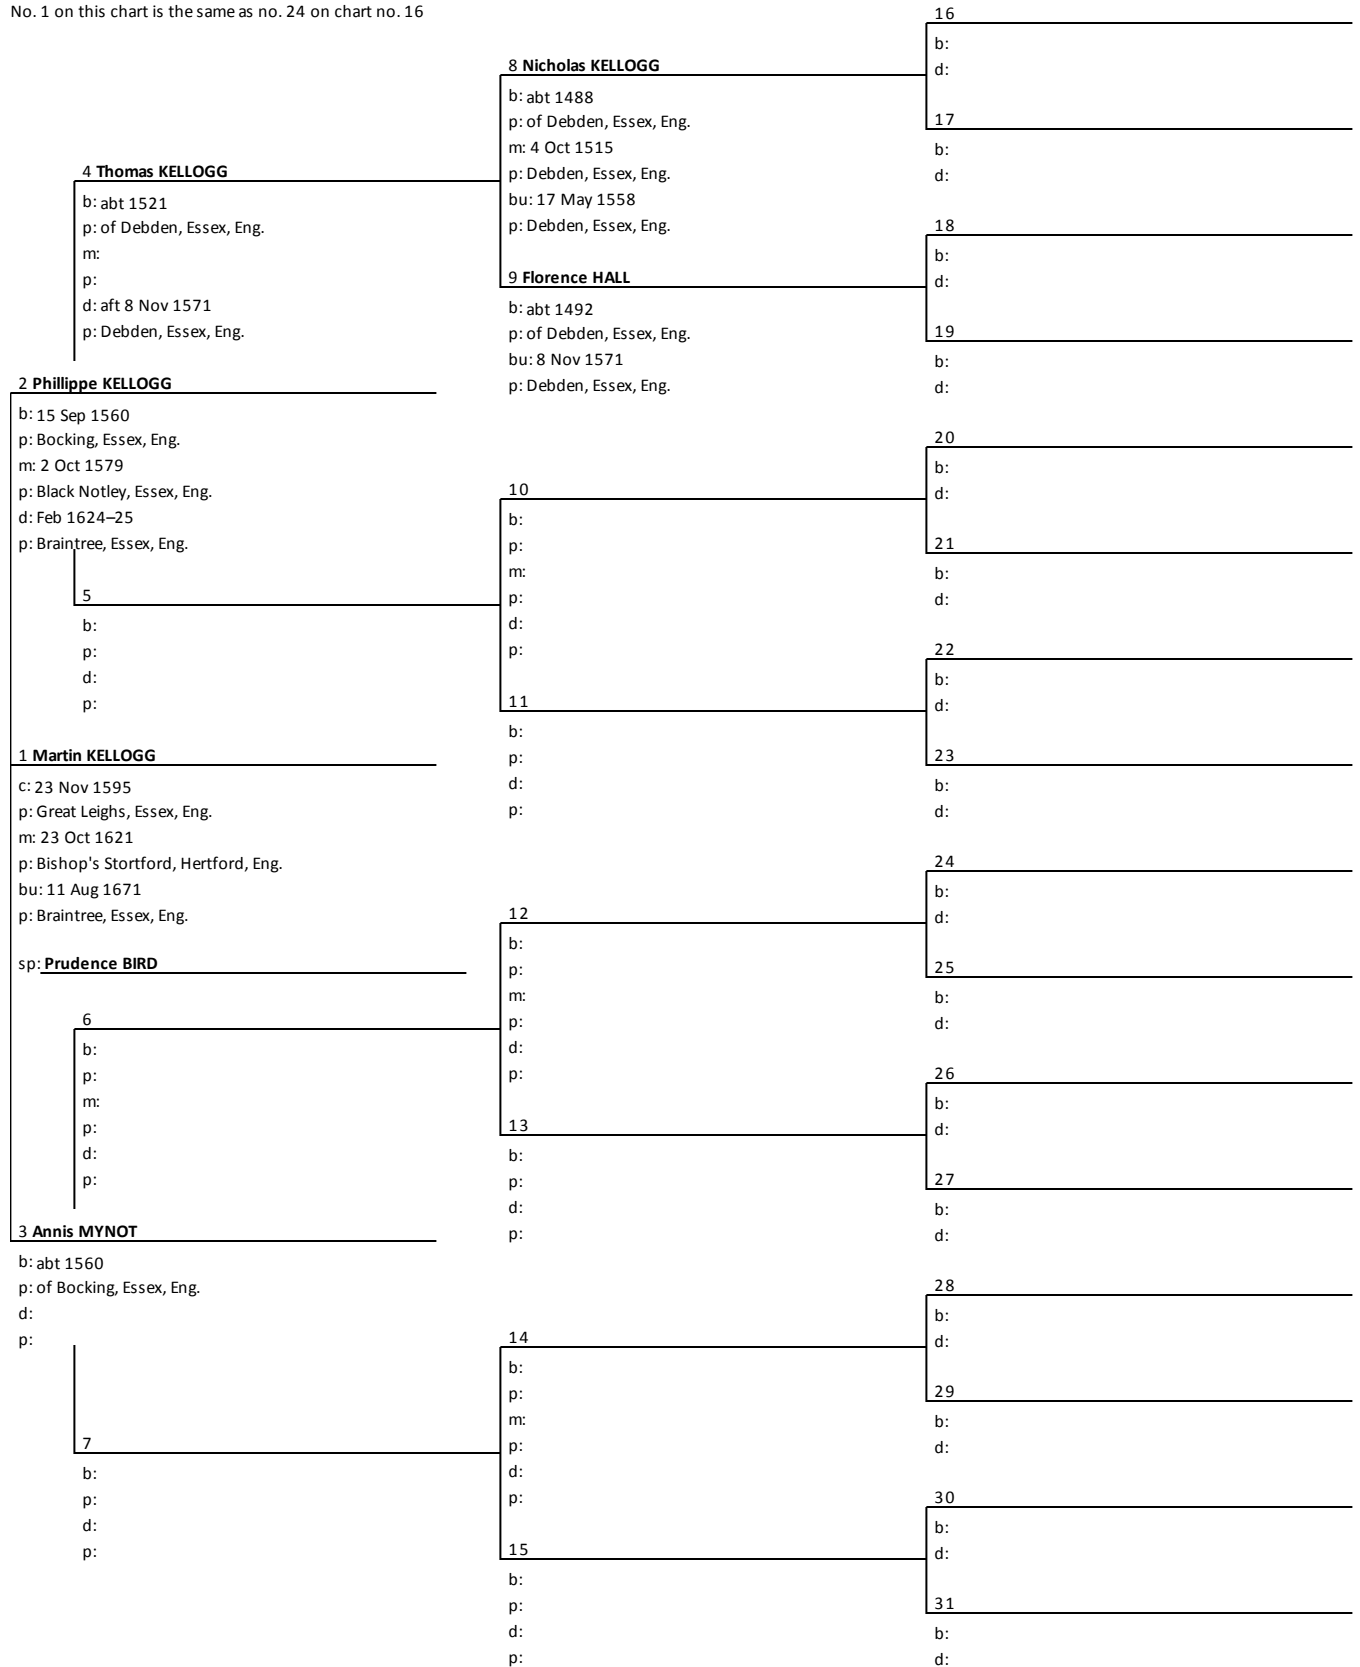 No. 1 on this chart is the same as no. 24 on chart no. 16
4 Thomas KELLOGG
b: abt 1521
p: of Debden, Essex, Eng.
m:
p:
d: aft 8 Nov 1571
p: Debden, Essex, Eng.
2 Phillippe KELLOGG
b: 15 Sep 1560
p: Bocking, Essex, Eng.
m: 2 Oct 1579
p: Black Notley, Essex, Eng.
d: Feb 1624–25
p: Braintree, Essex, Eng.
5
b:
p:
d:
p:
1 Martin KELLOGG
c: 23 Nov 1595
p: Great Leighs, Essex, Eng.
m: 23 Oct 1621
p: Bishop's Stortford, Hertford, Eng.
bu: 11 Aug 1671
p: Braintree, Essex, Eng.
sp: Prudence BIRD
6
b:
p:
m:
p:
d:
p:
3 Annis MYNOT
b: abt 1560
p: of Bocking, Essex, Eng.
d:
p:
7
b:
p:
d:
p:
8 Nicholas KELLOGG
b: abt 1488
p: of Debden, Essex, Eng.
m: 4 Oct 1515
p: Debden, Essex, Eng.
bu: 17 May 1558
p: Debden, Essex, Eng.
9 Florence HALL
b: abt 1492
p: of Debden, Essex, Eng.
bu: 8 Nov 1571
p: Debden, Essex, Eng.
10
b:
p:
m:
p:
d:
p:
11
b:
p:
d:
p:
12
b:
p:
m:
p:
d:
p:
13
b:
p:
d:
p:
14
b:
p:
m:
p:
d:
p:
15
b:
p:
d:
p:
16
b:
d:
17
b:
d:
18
b:
d:
19
b:
d:
20
b:
d:
21
b:
d:
22
b:
d:
23
b:
d:
24
b:
d:
25
b:
d:
26
b:
d:
27
b:
d:
28
b:
d:
29
b:
d:
30
b:
d:
31
b:
d: